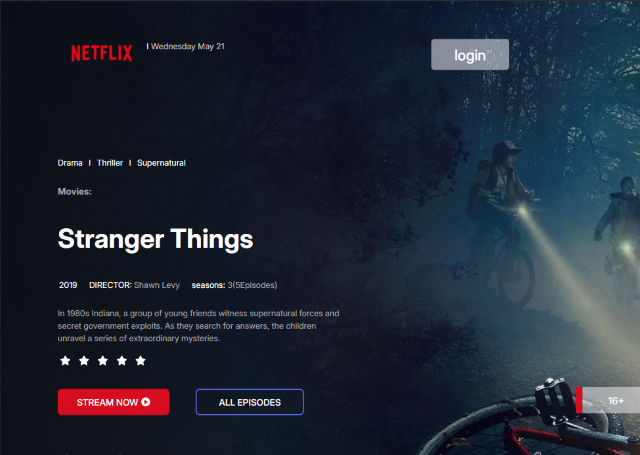 NETFLIX
| Wednesday May 21
login
Drama | Thriller | Supernatural
Movies:
Stranger Things
2019 DIRECTOR: Shawn Levy seasons: 3(5Episodes)
In 1980s Indiana, a group of young friends witness supernatural forces and
secret government exploits. As they search for answers, the children
unravel a series of extraordinary mysteries.
STREAM NOW
ALL EPISODES
16+